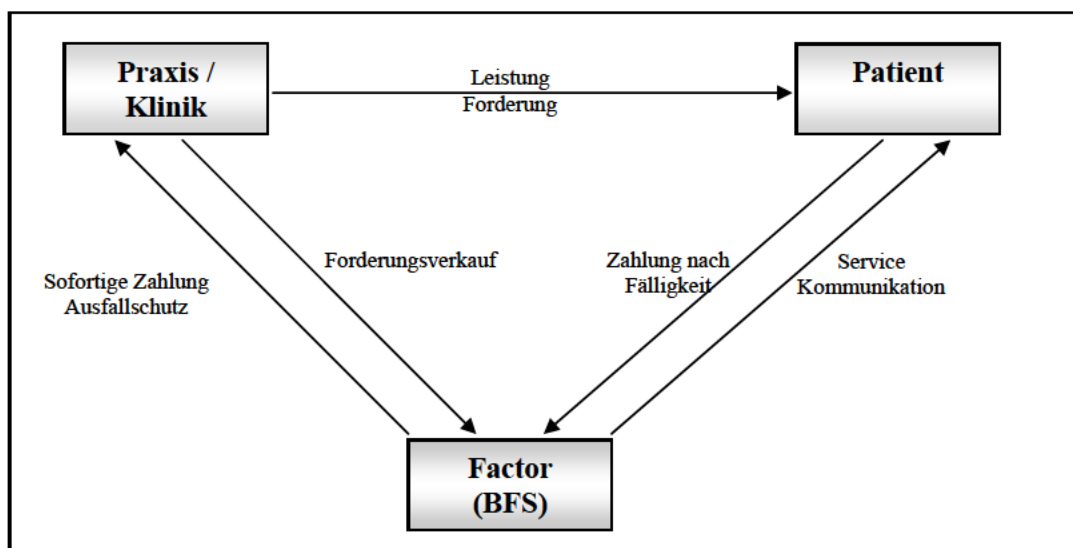 Praxis /
Klinik
Leistung
Forderung
Patient
Sofortige Zahlung
Ausfallschutz
Forderungsverkauf
Zahlung nach
Fälligkeit
Service
Kommunikation
Factor
(BFS)